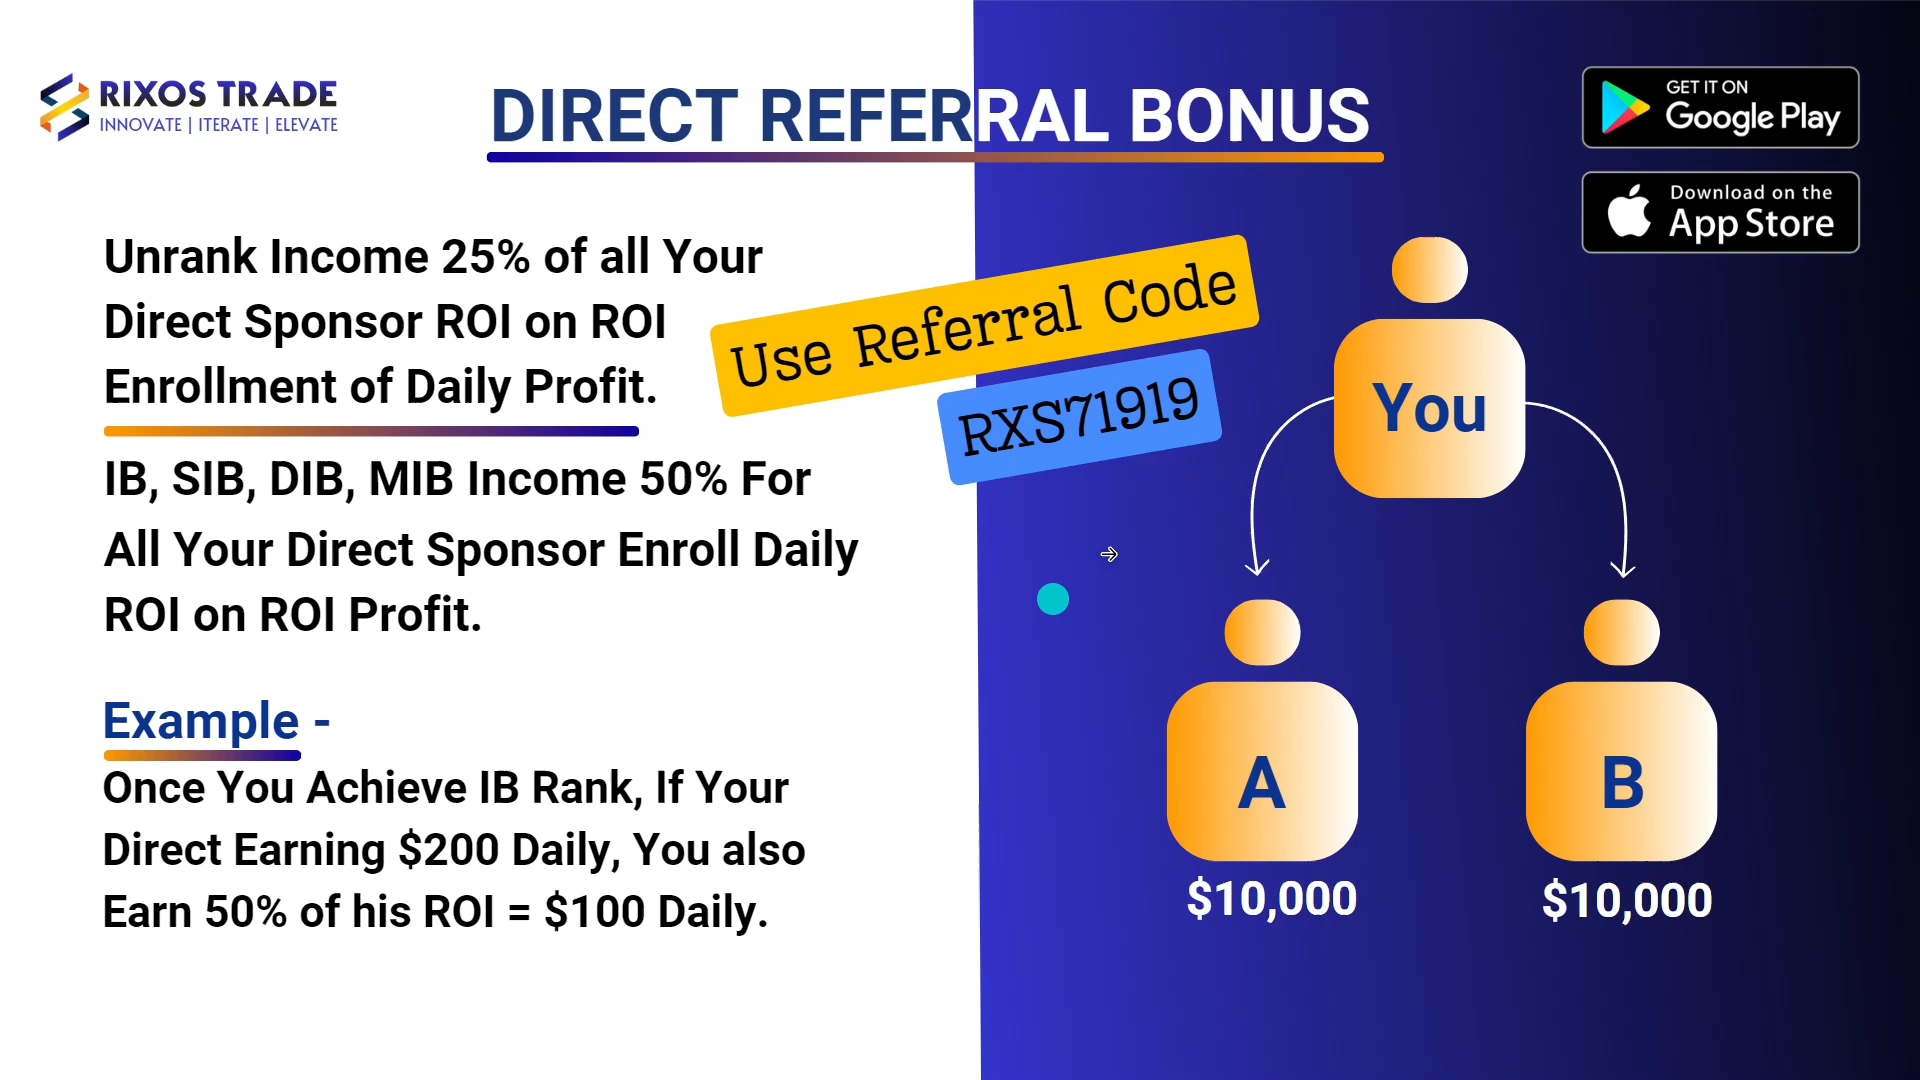 RIXOS TRADE
INNOVATE | ITERATE | ELEVATE
DIRECT REFERRAL BONUS
GET IT ON
Google Play
Download on the
App Store
Unrank Income 25% of all Your
Direct Sponsor ROI on ROI
Enrollment of Daily Profit.
Use Referral Code
RXS71919
IB, SIB, DIB, MIB Income 50% For
All Your Direct Sponsor Enroll Daily
ROI on ROI Profit.
Example -
Once You Achieve IB Rank, If Your
Direct Earning $200 Daily, You also
Earn 50% of his ROI = $100 Daily.
You
A
B
$10,000
$10,000